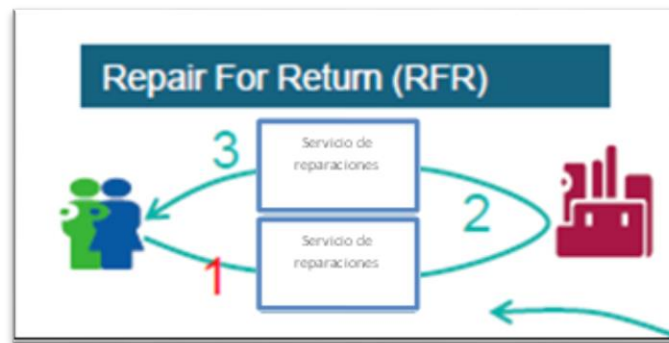 Repair For Return (RFR)
3
Servicio de
reparaciones
2
Servicio de
reparaciones
1